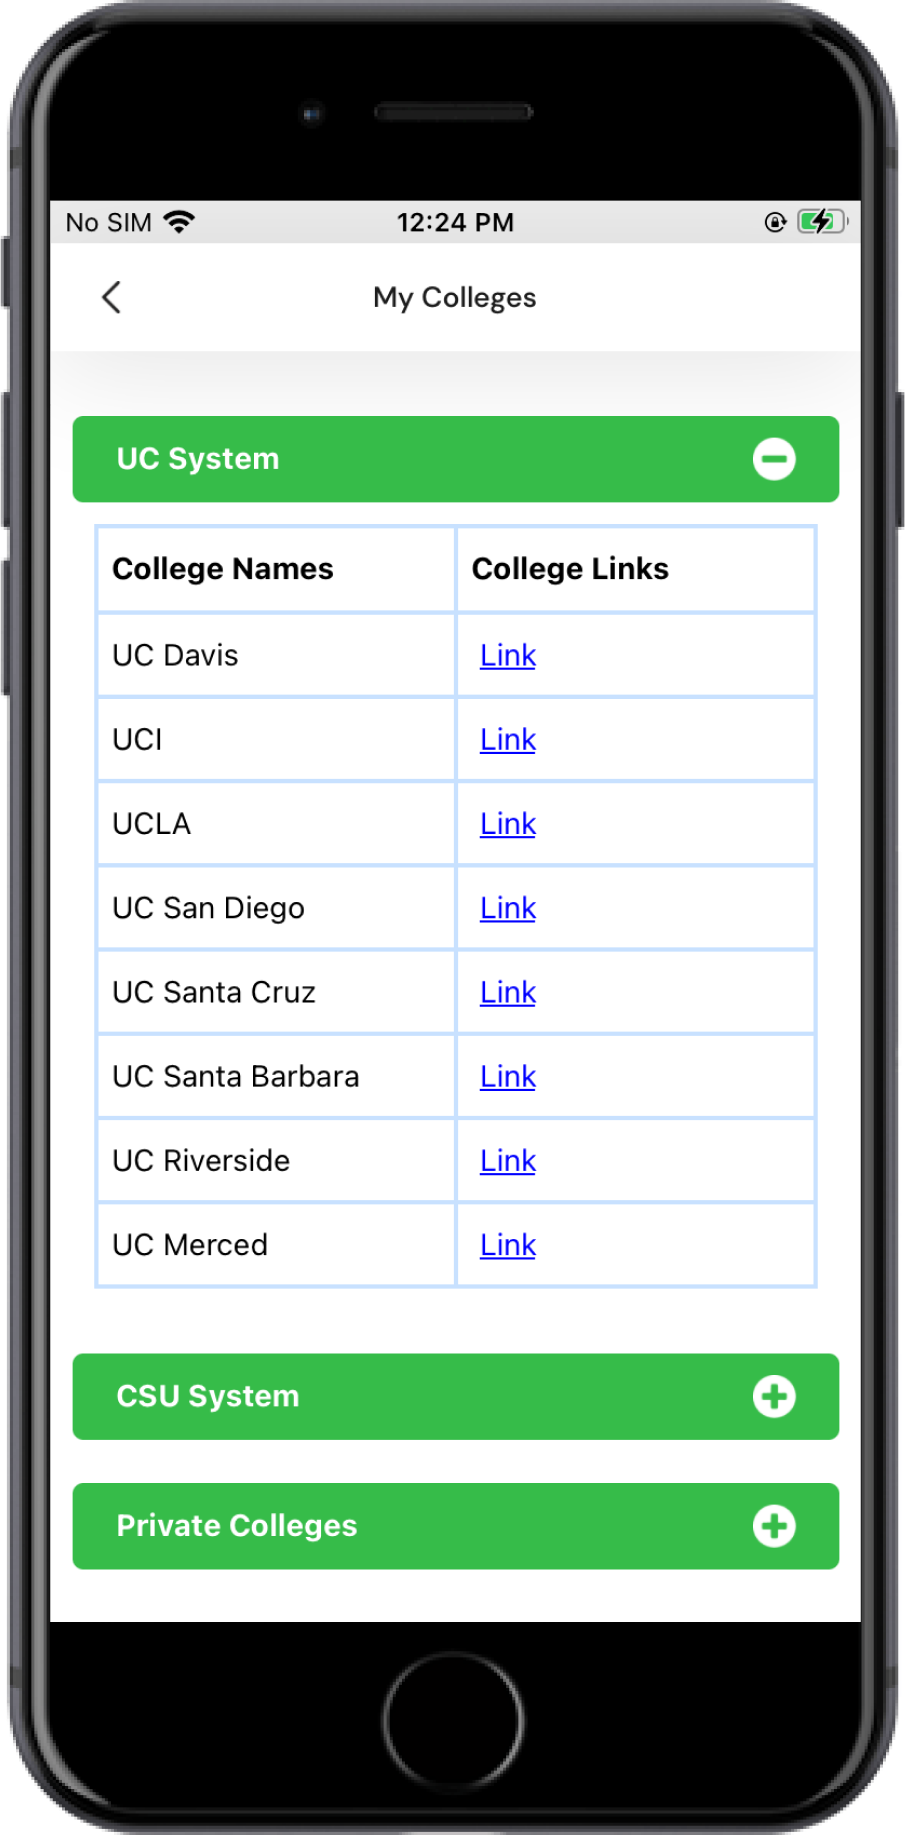 No SIM 12:24 PM
My Colleges
UC System
College Names College Links
UC Davis Link
UCI Link
UCLA Link
UC San Diego Link
UC Santa Cruz Link
UC Santa Barbara Link
UC Riverside Link
UC Merced Link
CSU System
Private Colleges